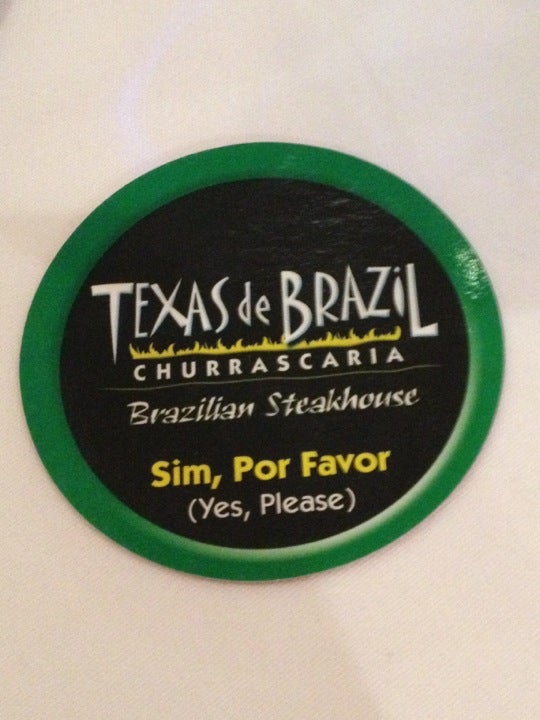 TEXAS de BRAZiL
CHURRASCARIA
Brazilian Steakhouse
Sim, Por Favor
(Yes, Please)